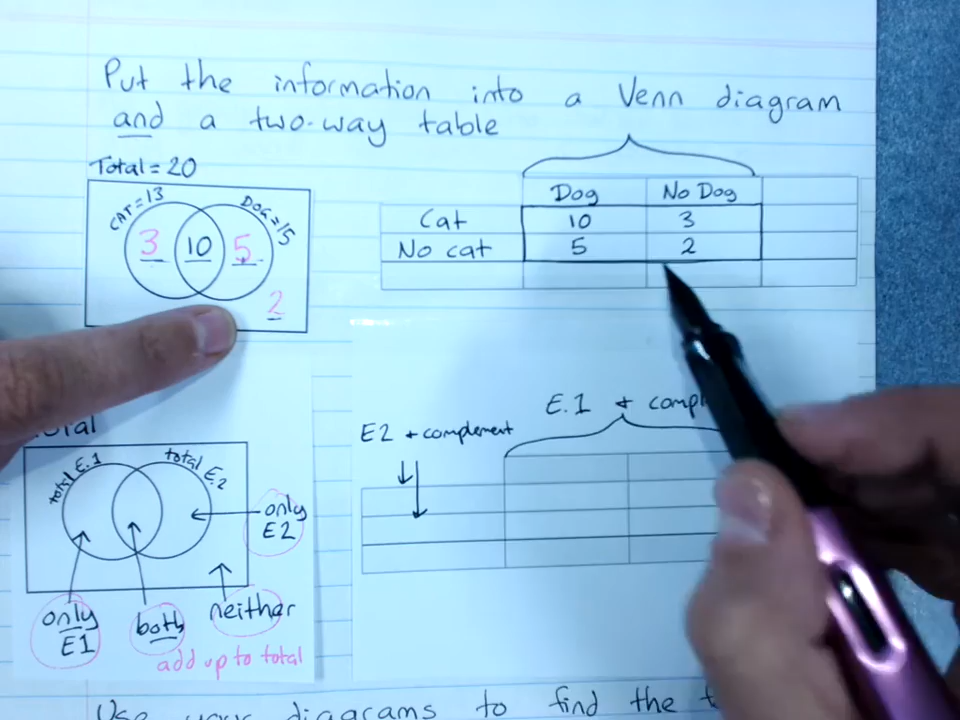 Put the information into a Venn diagram
and a two-way table
Total = 20
CAT=13
DOG=15
3 10 5
2
Dog No Dog
Cat 10 3
No cat 5 2
E.1 + compl
E2 + complement
total E.1
total E.2
only
E2
only
E1
both
neither
add up to total
Use your diagrams to find the